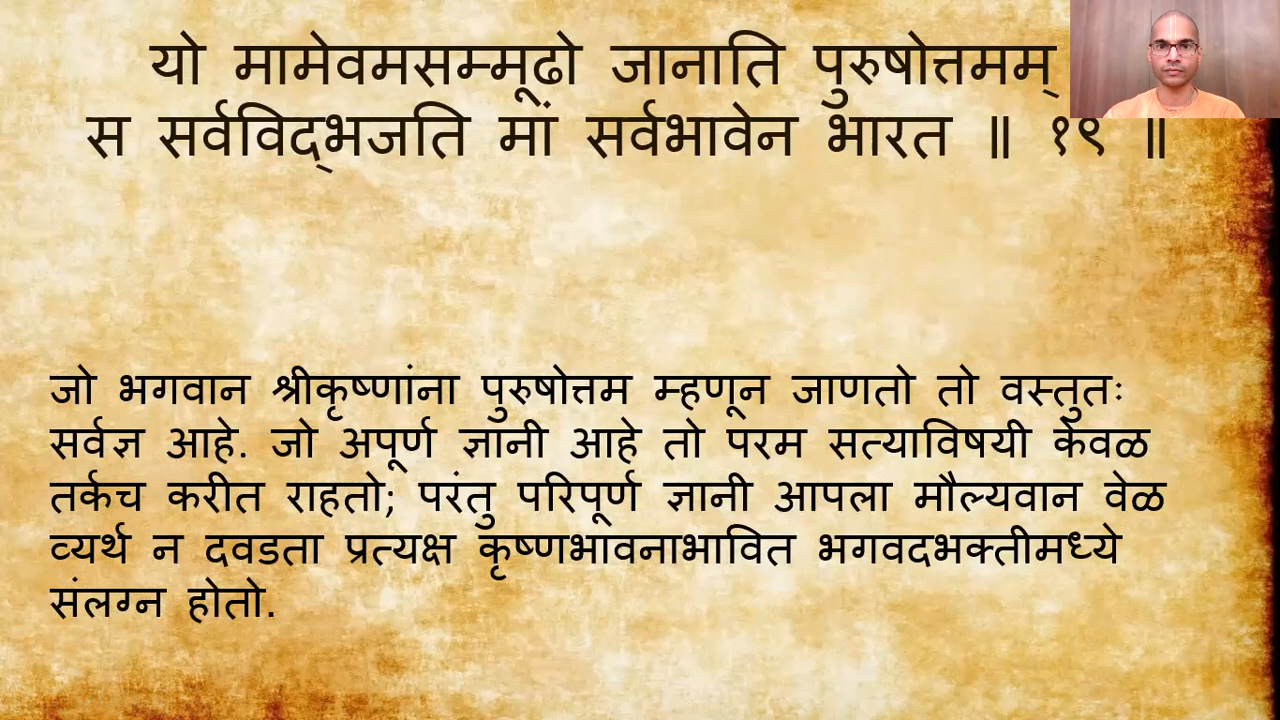 यो मामेवमसम्मूढो जानाति पुरुषोत्तमम्
स सर्वविद्‌भजति मां सर्वभावेन भारत ॥ १९ ॥
जो भगवान श्रीकृष्णांना पुरुषोत्तम म्हणून जाणतो तो वस्तुतः
सर्वज्ञ आहे. जो अपूर्ण ज्ञानी आहे तो परम सत्याविषयी केवळ
तर्कच करीत राहतो; परंतु परिपूर्ण ज्ञानी आपला मौल्यवान वेळ
व्यर्थ न दवडता प्रत्यक्ष कृष्णभावनाभावित भगवदभक्तीमध्ये
संलग्न होतो.